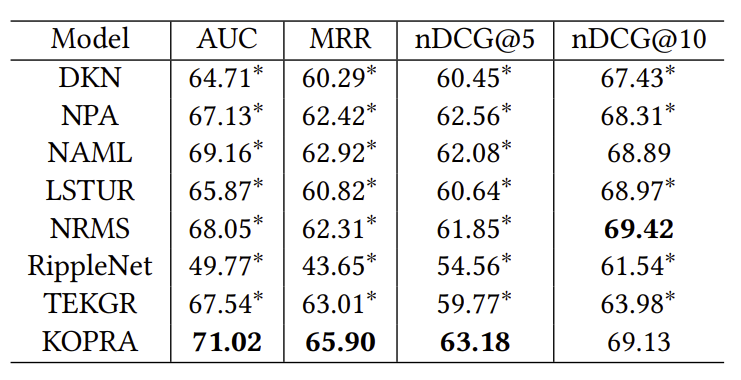 Model AUC MRR nDCG@5 nDCG@10
DKN 64.71* 60.29* 60.45* 67.43*
NPA 67.13* 62.42* 62.56* 68.31*
NAML 69.16* 62.92* 62.08* 68.89
LSTUR 65.87* 60.82* 60.64* 68.97*
NRMS 68.05* 62.31* 61.85* 69.42
RippleNet 49.77* 43.65* 54.56* 61.54*
TEKGR 67.54* 63.01* 59.77* 63.98*
KOPRA 71.02 65.90 63.18 69.13